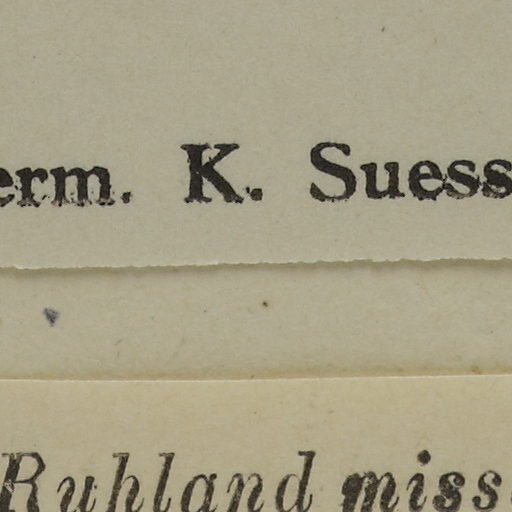 erm. K. Suess
Ruhland miss